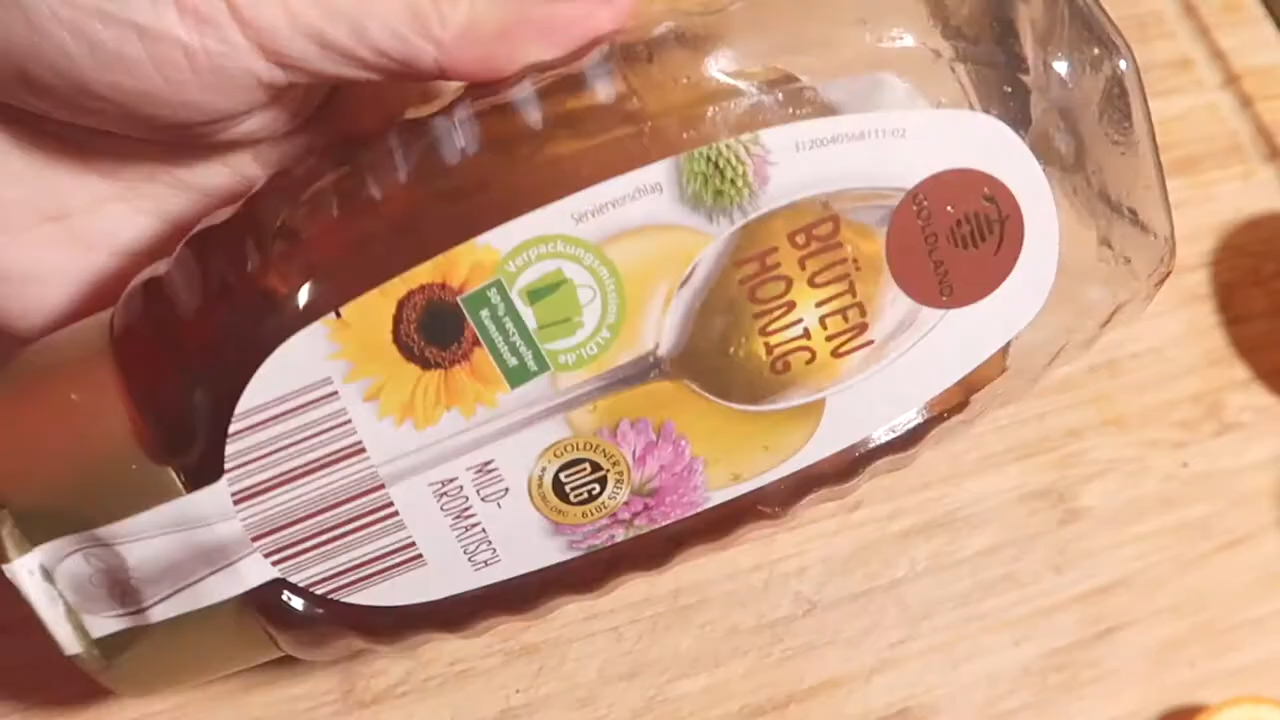 GOLDLAND.
BLÜTEN
HONIG
Serviervorschlag
Verpackungsmission. ALDI.de
50% recycelter
Kunststoff
GOLDENER PREIS 2019
DLG
MILD-
AROMATISCH